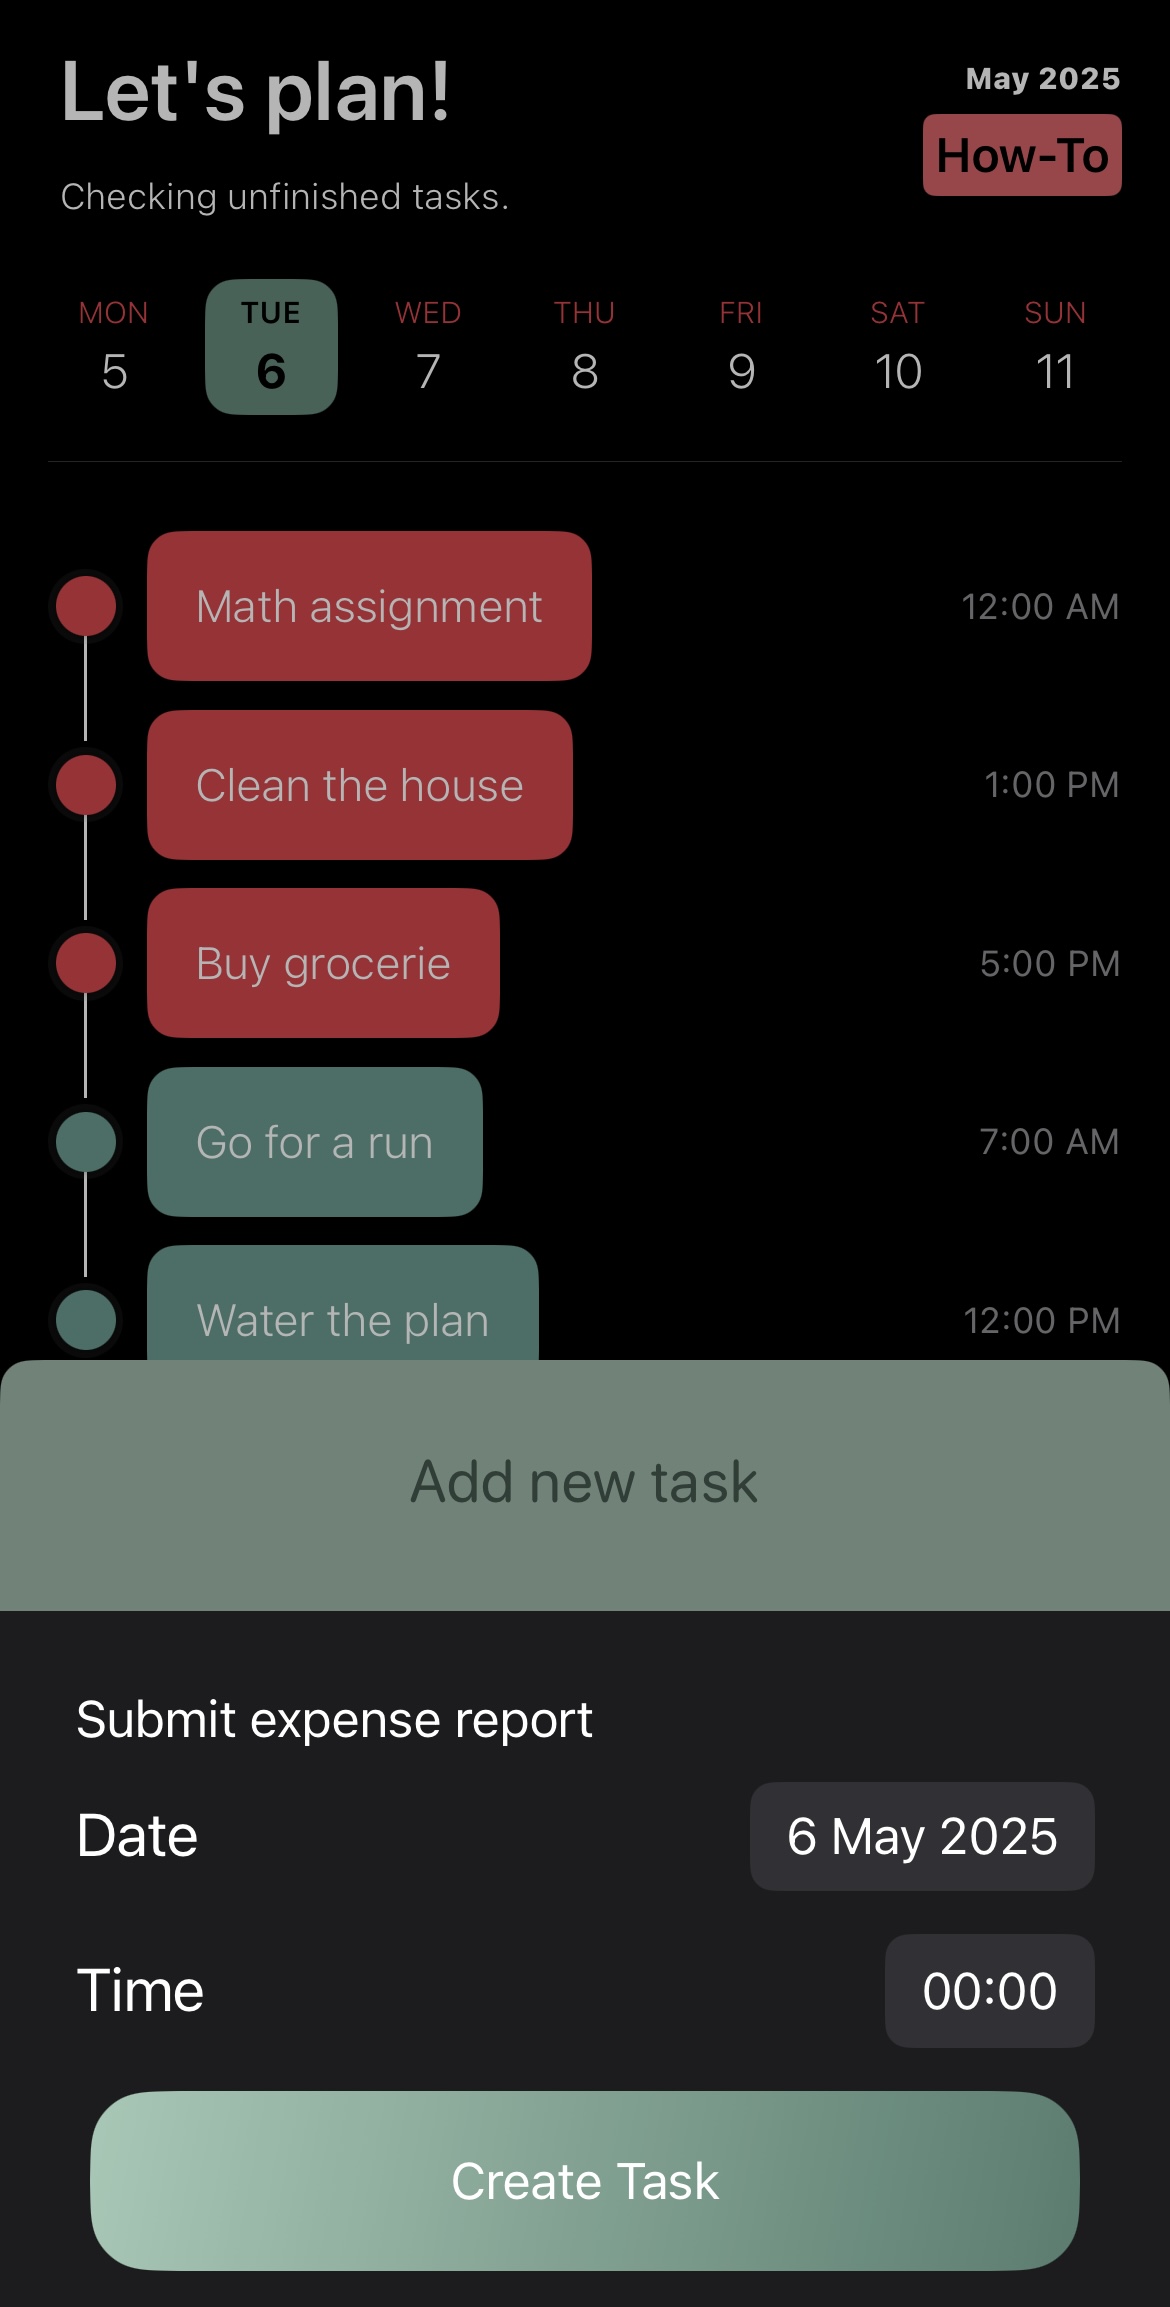 Let's plan!
May 2025
How-To
Checking unfinished tasks.
MON TUE WED THU FRI SAT SUN
5 6 7 8 9 10 11
Math assignment 12:00 AM
Clean the house 1:00 PM
Buy grocerie 5:00 PM
Go for a run 7:00 AM
Water the plan 12:00 PM
Add new task
Submit expense report
Date 6 May 2025
Time 00:00
Create Task